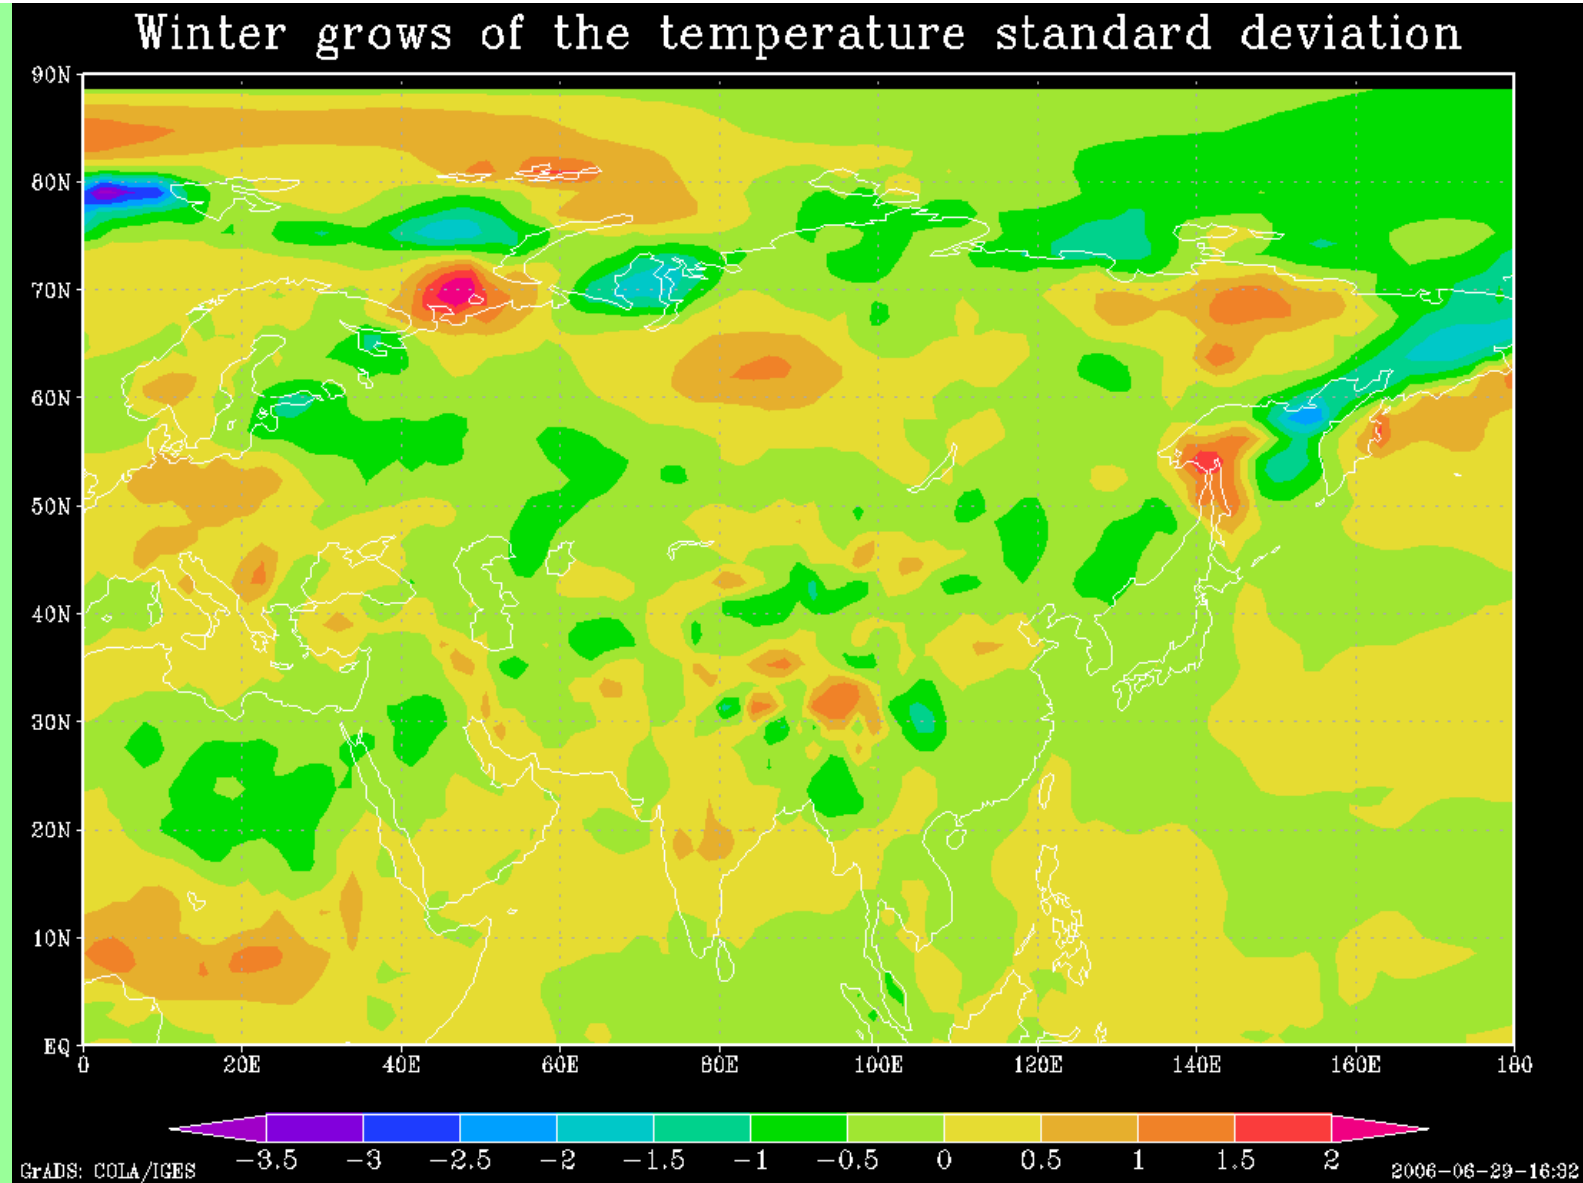 Winter grows of the temperature standard deviation
90N
80N
70N
60N
50N
40N
30N
20N
10N
EQ
0 20E 40E 60E 80E 100E 120E 140E 160E 180
-3.5 -3 -2.5 -2 -1.5 -1 -0.5 0 0.5 1 1.5 2
GrADS: COLA/IGES 2006-06-29-16:32